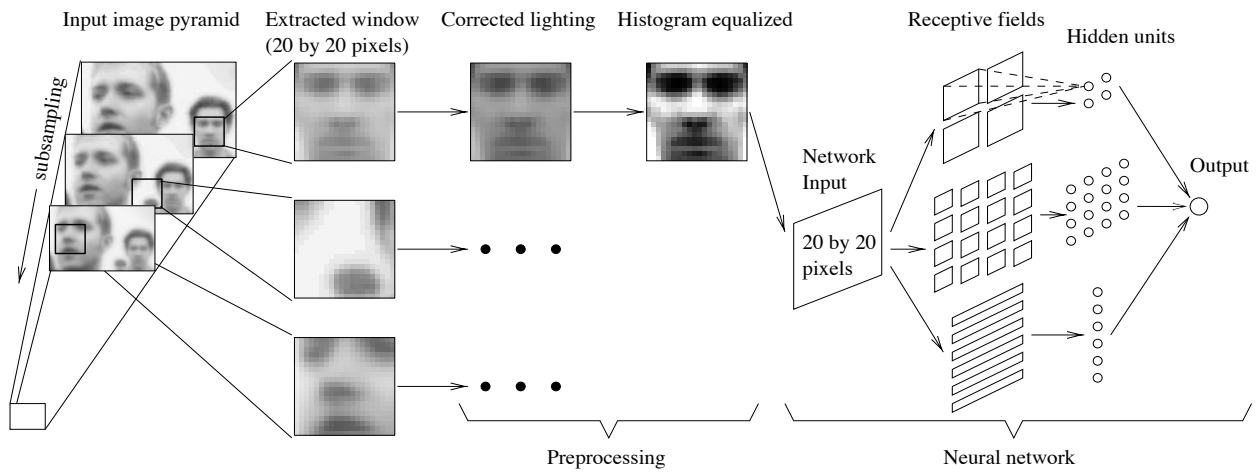 Input image pyramid
Extracted window
(20 by 20 pixels)
Corrected lighting
Histogram equalized
Receptive fields
Hidden units
subsampling
Network
Input
Output
20 by 20
pixels
Preprocessing
Neural network